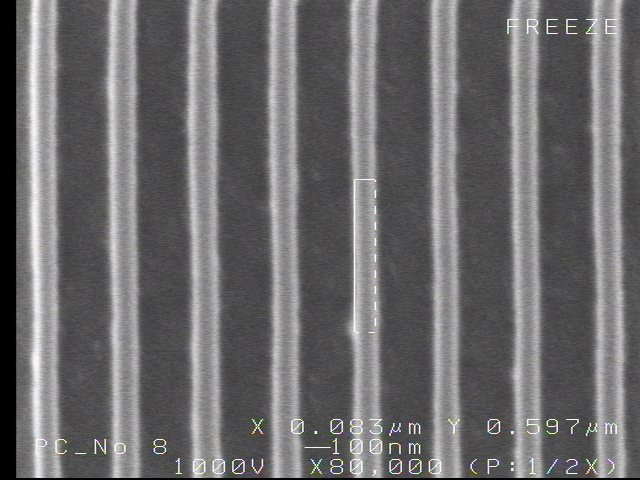 FREEZE
X 0.083µm Y 0.597µm
PC_No 8 100nm
1000V X80,000 (P:1/2X)